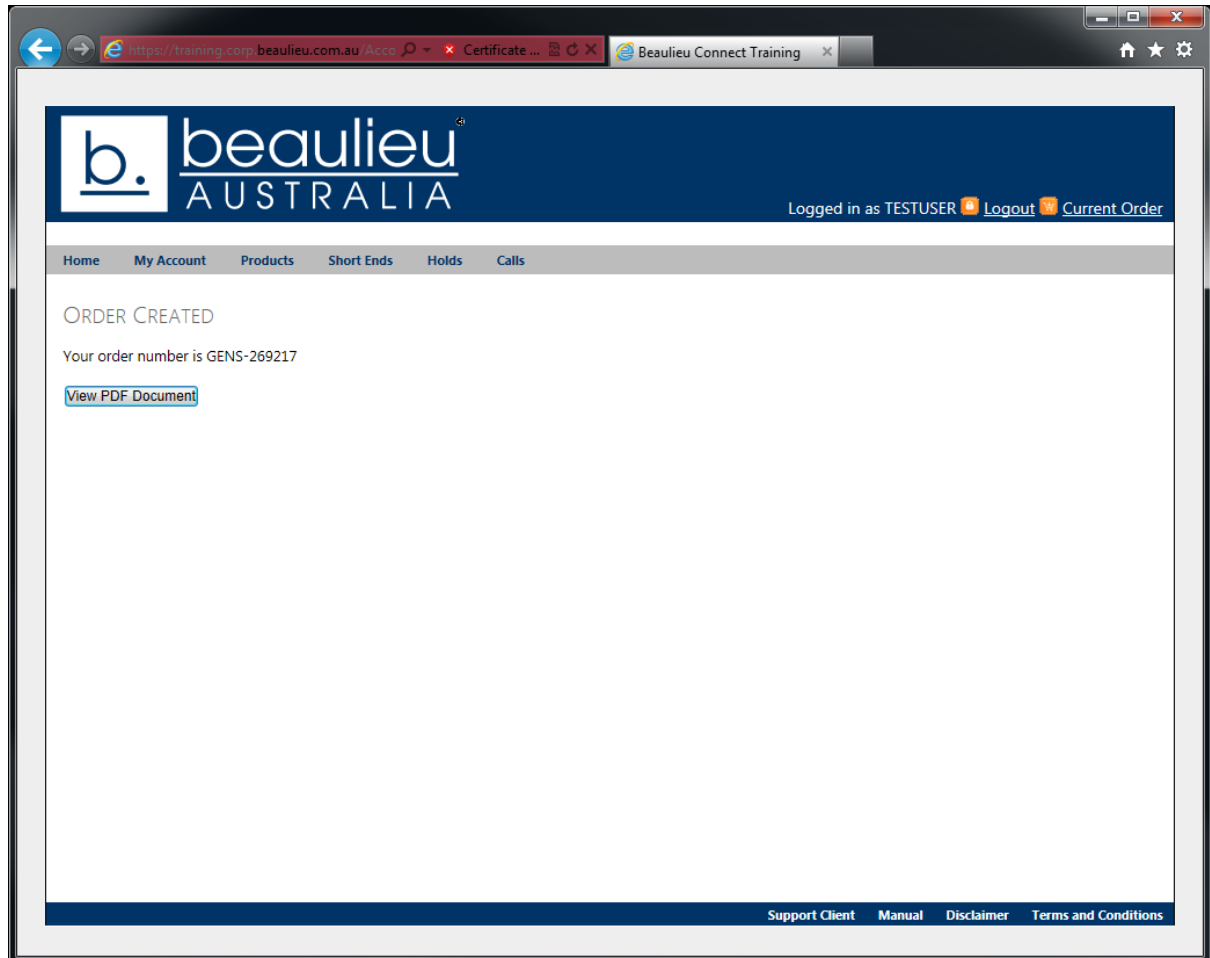 https://training.corp.beaulieu.com.au/Acco
Certificate ...
Beaulieu Connect Training
b. beaulieu
AUSTRALIA
Logged in as TESTUSER Logout Current Order
Home My Account Products Short Ends Holds Calls
ORDER CREATED
Your order number is GENS-269217
View PDF Document
Support Client Manual Disclaimer Terms and Conditions